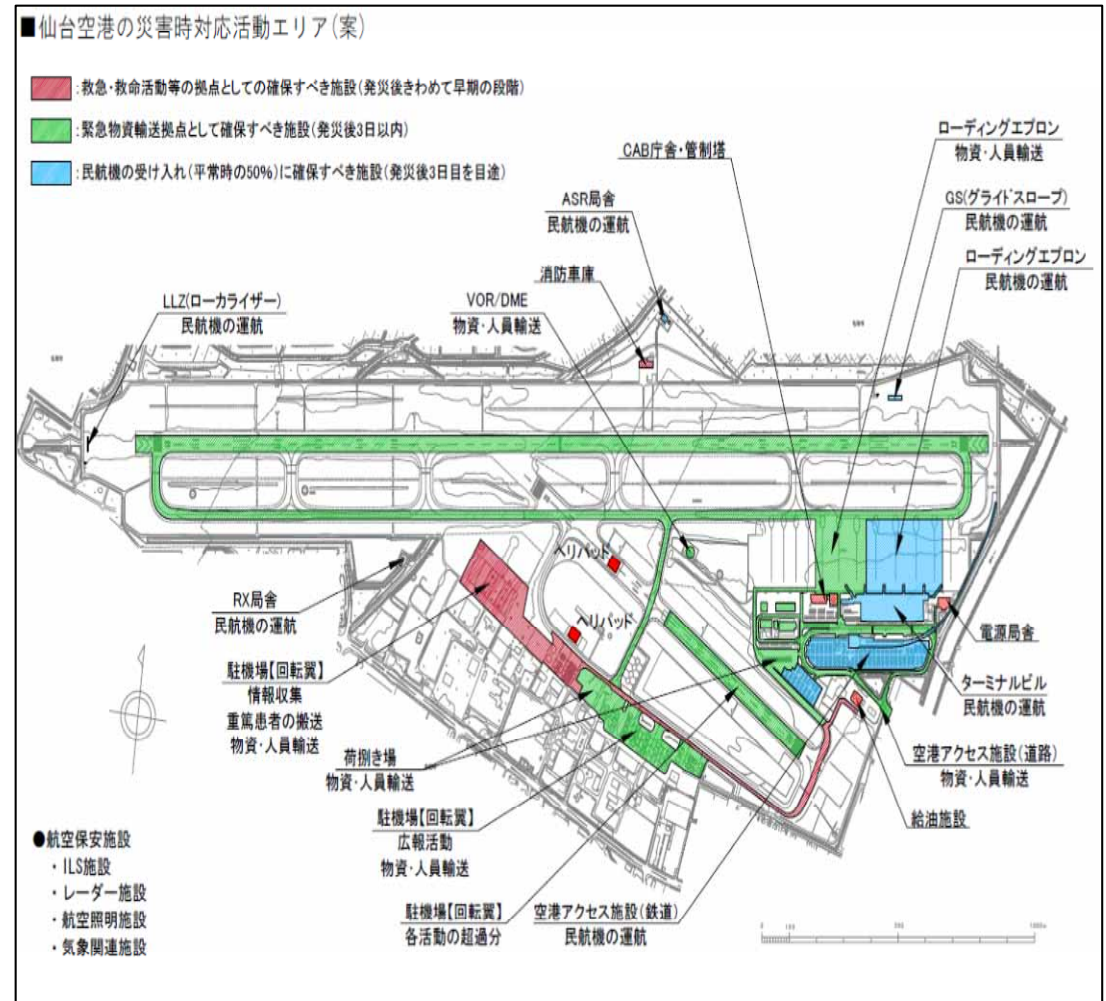 ■仙台空港の災害時対応活動エリア(案)
:救急・救命活動等の拠点としての確保すべき施設(発災後きわめて早期の段階)
:緊急物資輸送拠点として確保すべき施設(発災後3日以内)
:民航機の受け入れ(平常時の50%)に確保すべき施設(発災後3日目を目途)
ローディングエプロン
物資・人員輸送
CAB庁舎・管制塔
GS(グライドスロープ)
民航機の運航
ASR局舎
民航機の運航
ローディングエプロン
民航機の運航
消防車庫
LLZ(ローカライザー)
民航機の運航
VOR/DME
物資・人員輸送
ヘリパッド
ヘリパッド
RX局舎
民航機の運航
電源局舎
駐機場【回転翼】
情報収集
重篤患者の搬送
物資・人員輸送
ターミナルビル
民航機の運航
荷捌き場
物資・人員輸送
空港アクセス施設(道路)
物資・人員輸送
駐機場【回転翼】
広報活動
物資・人員輸送
給油施設
●航空保安施設
・ILS施設
・レーダー施設
・航空照明施設
・気象関連施設
駐機場【回転翼】
各活動の超過分
空港アクセス施設(鉄道)
民航機の運航
0 100 500 1000m